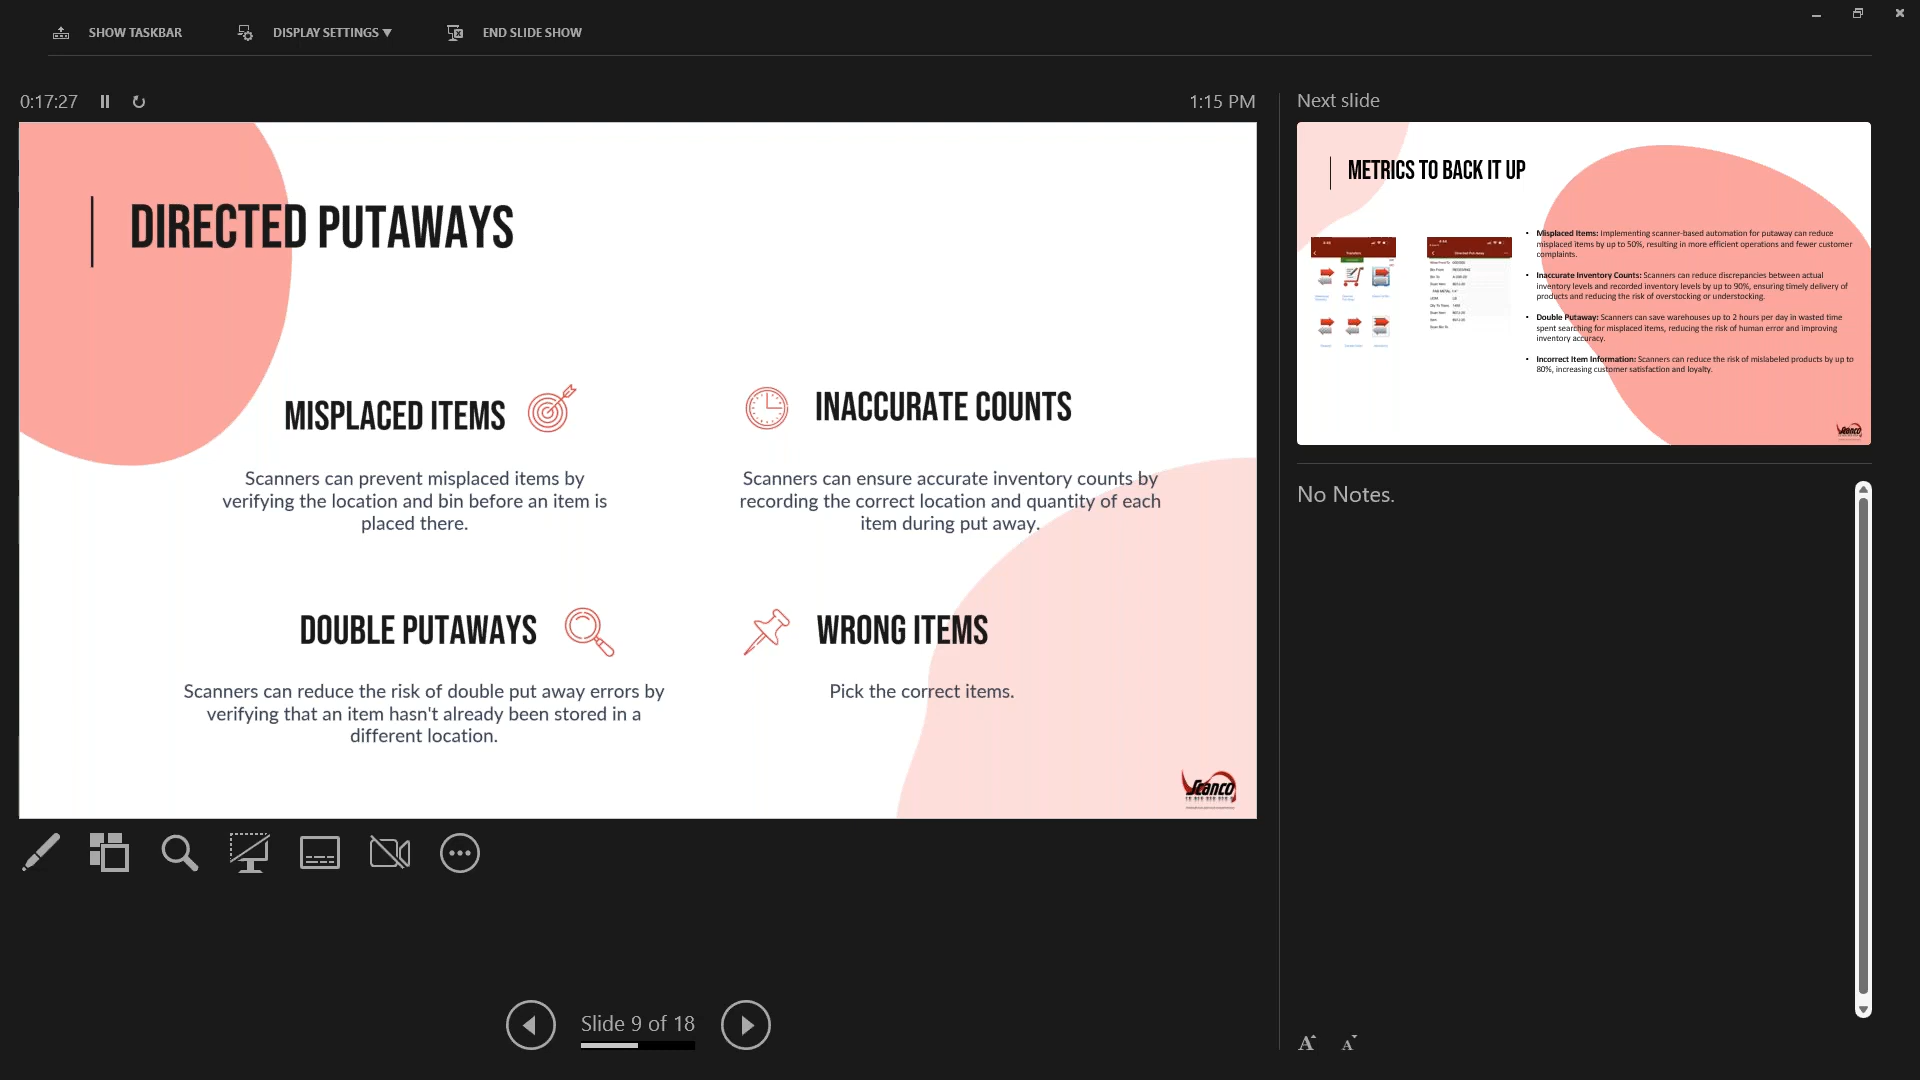 SHOW TASKBAR
DISPLAY SETTINGS ▼
END SLIDE SHOW
0:17:27
1:15 PM
DIRECTED PUTAWAYS
MISPLACED ITEMS
Scanners can prevent misplaced items by
verifying the location and bin before an item is
placed there.
INACCURATE COUNTS
Scanners can ensure accurate inventory counts by
recording the correct location and quantity of each
item during put away.
DOUBLE PUTAWAYS
Scanners can reduce the risk of double put away errors by
verifying that an item hasn't already been stored in a
different location.
WRONG ITEMS
Pick the correct items.
Scanco
Slide 9 of 18
Next slide
METRICS TO BACK IT UP
• Misplaced Items: Implementing scanner-based automation for putaway can reduce
misplaced items by up to 50%, resulting in more efficient operations and fewer customer
complaints.
• Inaccurate Inventory Counts: Scanners can reduce discrepancies between actual
inventory levels and recorded inventory levels by up to 90%, ensuring timely delivery of
products and reducing the risk of overstocking or understocking.
• Double Putaway: Scanners can save warehouses up to 2 hours per day in wasted time
spent searching for misplaced items, reducing the risk of human error and improving
inventory accuracy.
• Incorrect Item Information: Scanners can reduce the risk of mislabeled products by up to
80%, increasing customer satisfaction and loyalty.
Scanco
No Notes.
A
A